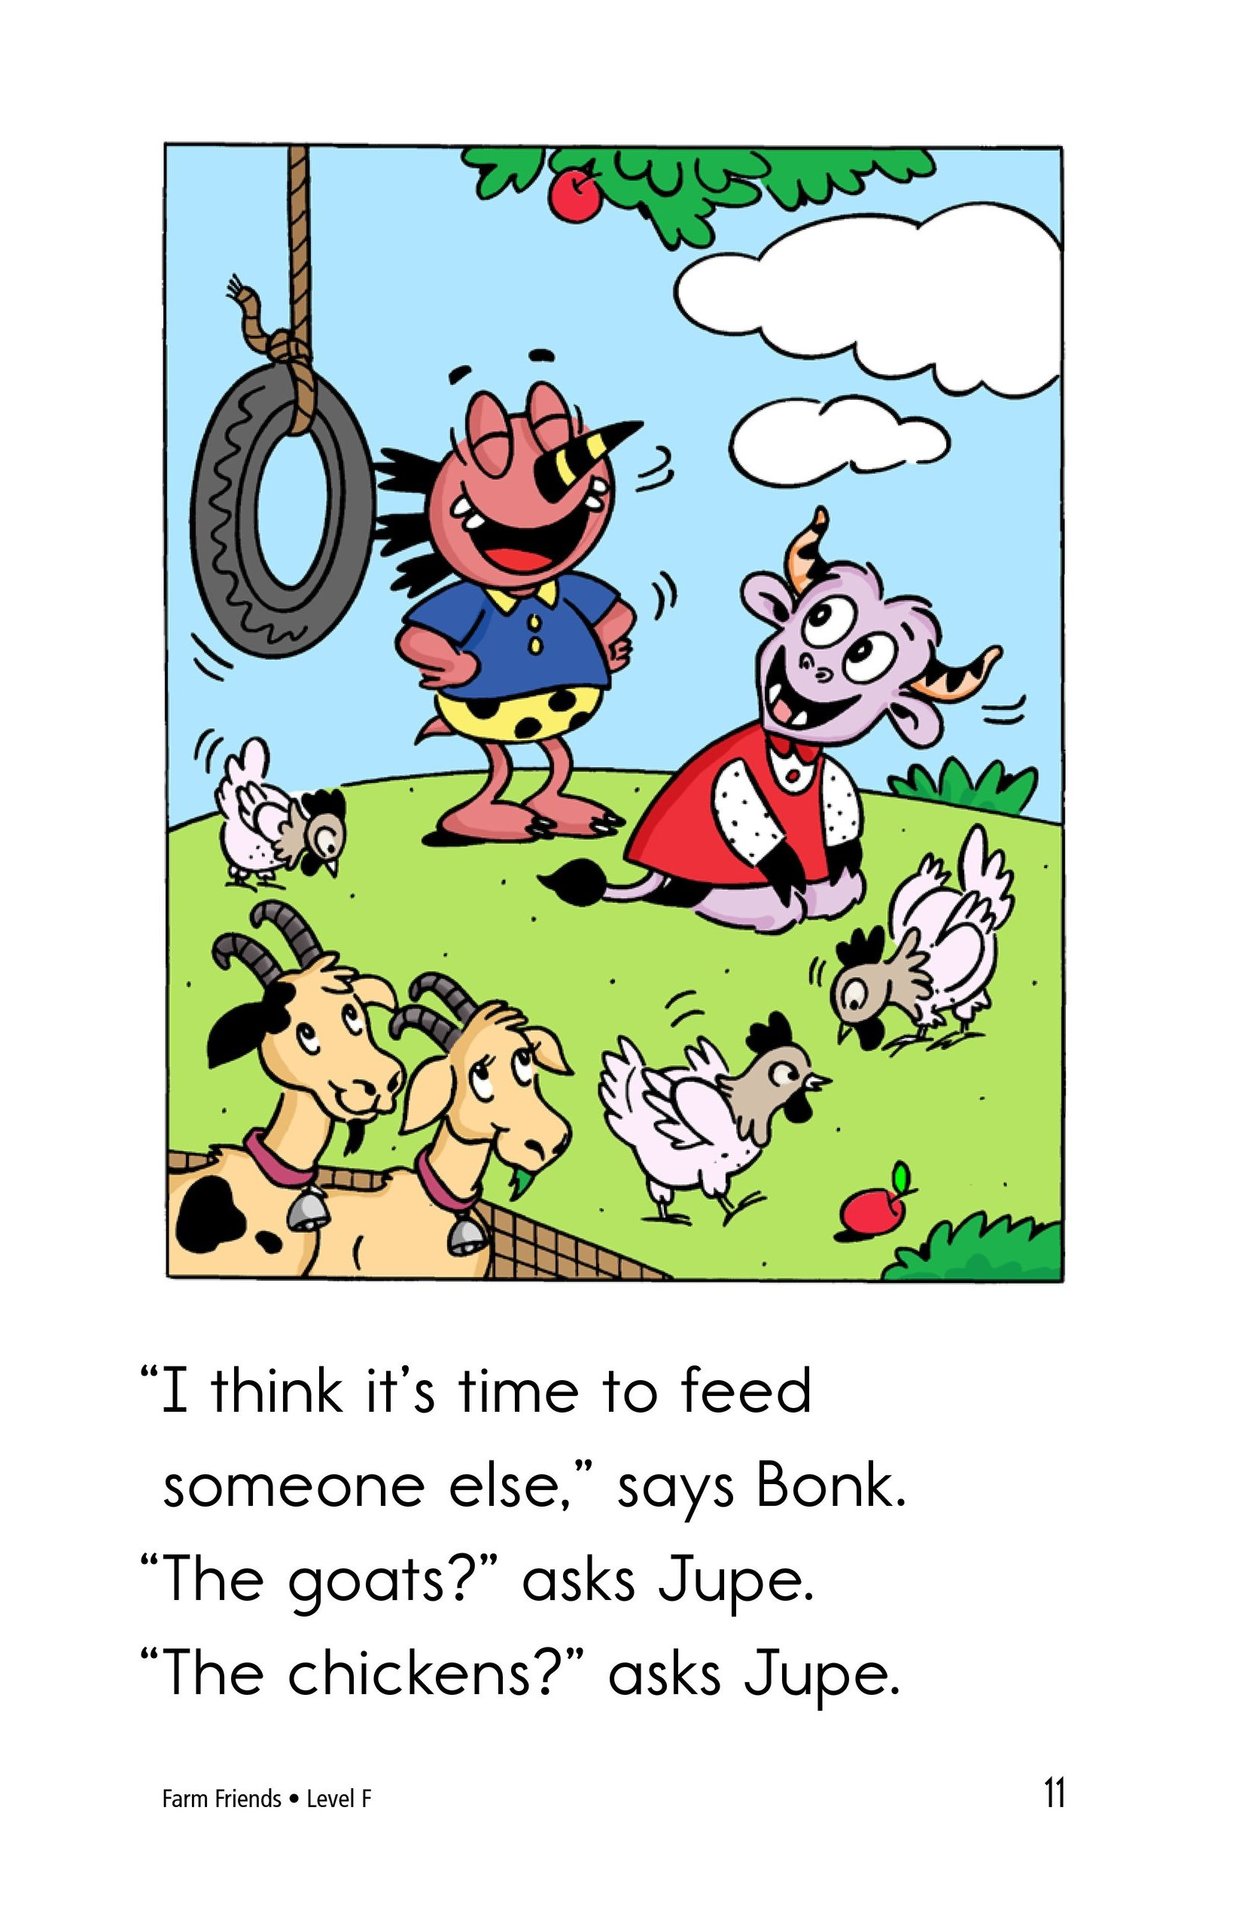 “I think it’s time to feed
someone else,” says Bonk.
“The goats?” asks Jupe.
“The chickens?” asks Jupe.
Farm Friends • Level F
11